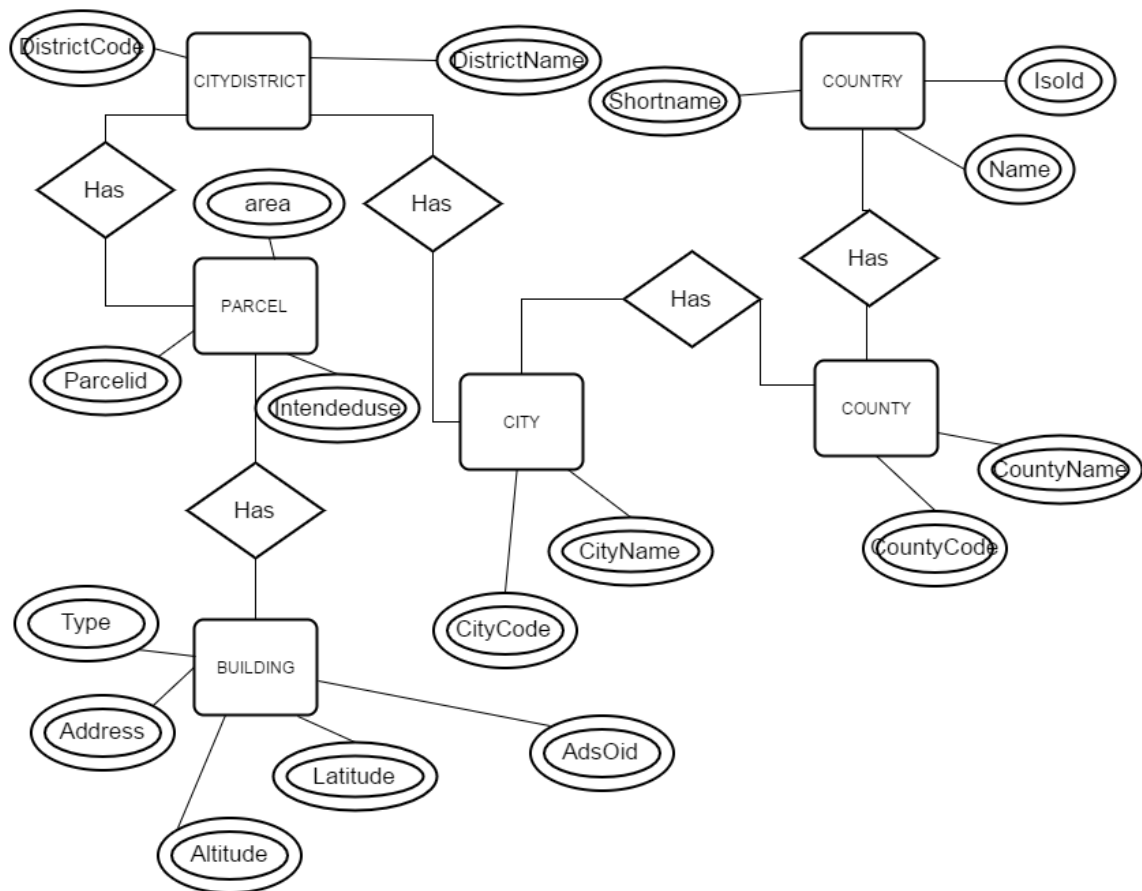 DistrictCode
CITYDISTRICT
DistrictName
COUNTRY
Shortname
IsoId
Name
Has
area
Has
Has
PARCEL
Has
Parcelid
Intendeduse
CITY
COUNTY
CountyName
Has
CityName
CountyCode
CityCode
Type
BUILDING
Address
Latitude
AdsOid
Altitude